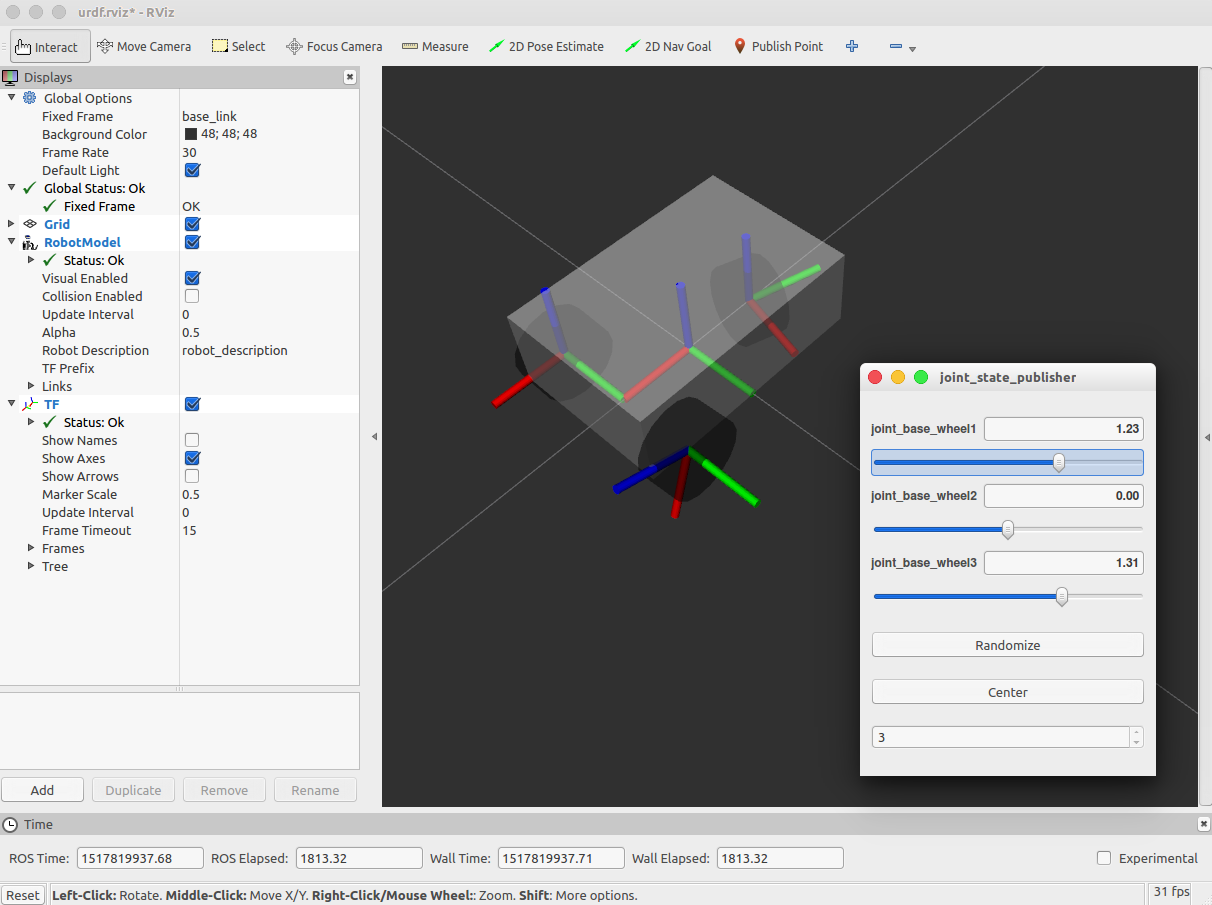 urdf.rviz* - RViz
Interact Move Camera Select Focus Camera Measure 2D Pose Estimate 2D Nav Goal Publish Point
Displays
Global Options
Fixed Frame base_link
Background Color 48; 48; 48
Frame Rate 30
Default Light
Global Status: Ok
Fixed Frame OK
Grid
RobotModel
Status: Ok
Visual Enabled
Collision Enabled
Update Interval 0
Alpha 0.5
Robot Description robot_description
TF Prefix
Links
TF
Status: Ok
Show Names
Show Axes
Show Arrows
Marker Scale 0.5
Update Interval 0
Frame Timeout 15
Frames
Tree
Add Duplicate Remove Rename
joint_state_publisher
joint_base_wheel1 1.23
joint_base_wheel2 0.00
joint_base_wheel3 1.31
Randomize
Center
3
Time
ROS Time: 1517819937.68 ROS Elapsed: 1813.32 Wall Time: 1517819937.71 Wall Elapsed: 1813.32 Experimental
Reset Left-Click: Rotate. Middle-Click: Move X/Y. Right-Click/Mouse Wheel:: Zoom. Shift: More options. 31 fps